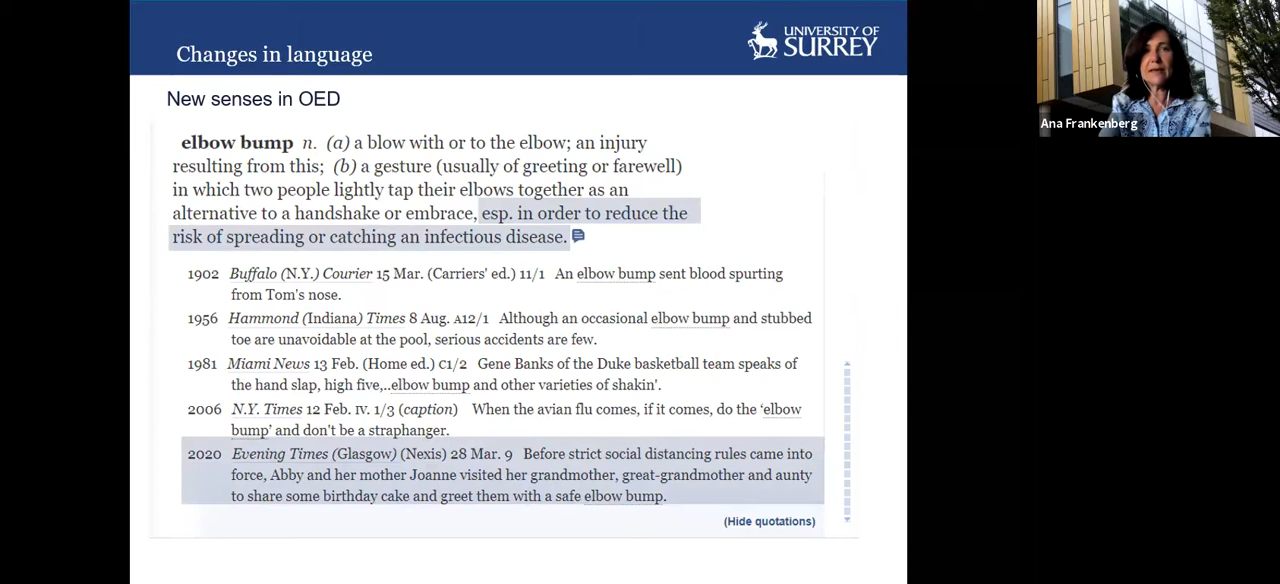 Changes in language
UNIVERSITY OF
SURREY
Ana Frankenberg
New senses in OED
elbow bump n. (a) a blow with or to the elbow; an injury
resulting from this; (b) a gesture (usually of greeting or farewell)
in which two people lightly tap their elbows together as an
alternative to a handshake or embrace, esp. in order to reduce the
risk of spreading or catching an infectious disease.
1902 Buffalo (N.Y.) Courier 15 Mar. (Carriers' ed.) 11/1 An elbow bump sent blood spurting
from Tom's nose.
1956 Hammond (Indiana) Times 8 Aug. A12/1 Although an occasional elbow bump and stubbed
toe are unavoidable at the pool, serious accidents are few.
1981 Miami News 13 Feb. (Home ed.) C1/2 Gene Banks of the Duke basketball team speaks of
the hand slap, high five,..elbow bump and other varieties of shakin'.
2006 N.Y. Times 12 Feb. IV. 1/3 (caption) When the avian flu comes, if it comes, do the ‘elbow
bump’ and don't be a straphanger.
2020 Evening Times (Glasgow) (Nexis) 28 Mar. 9 Before strict social distancing rules came into
force, Abby and her mother Joanne visited her grandmother, great-grandmother and aunty
to share some birthday cake and greet them with a safe elbow bump.
(Hide quotations)